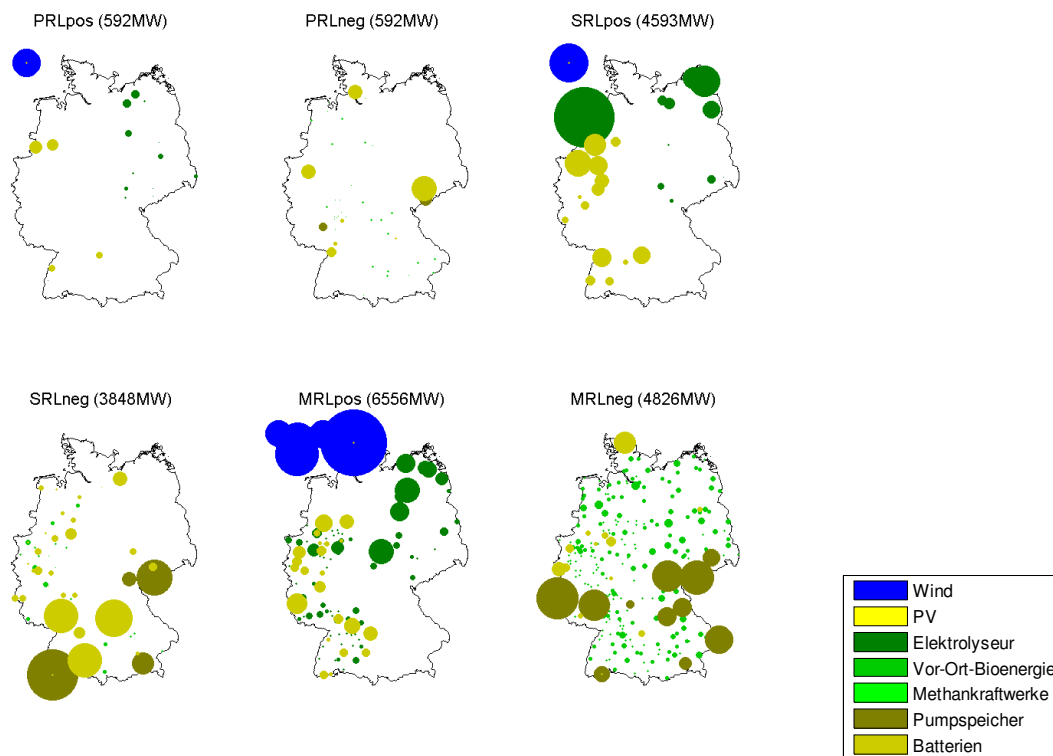 PRLpos (592MW)
PRLneg (592MW)
SRLpos (4593MW)
SRLneg (3848MW)
MRLpos (6556MW)
MRLneg (4826MW)
Wind
PV
Elektrolyseur
Vor-Ort-Bioenergie
Methankraftwerke
Pumpspeicher
Batterien